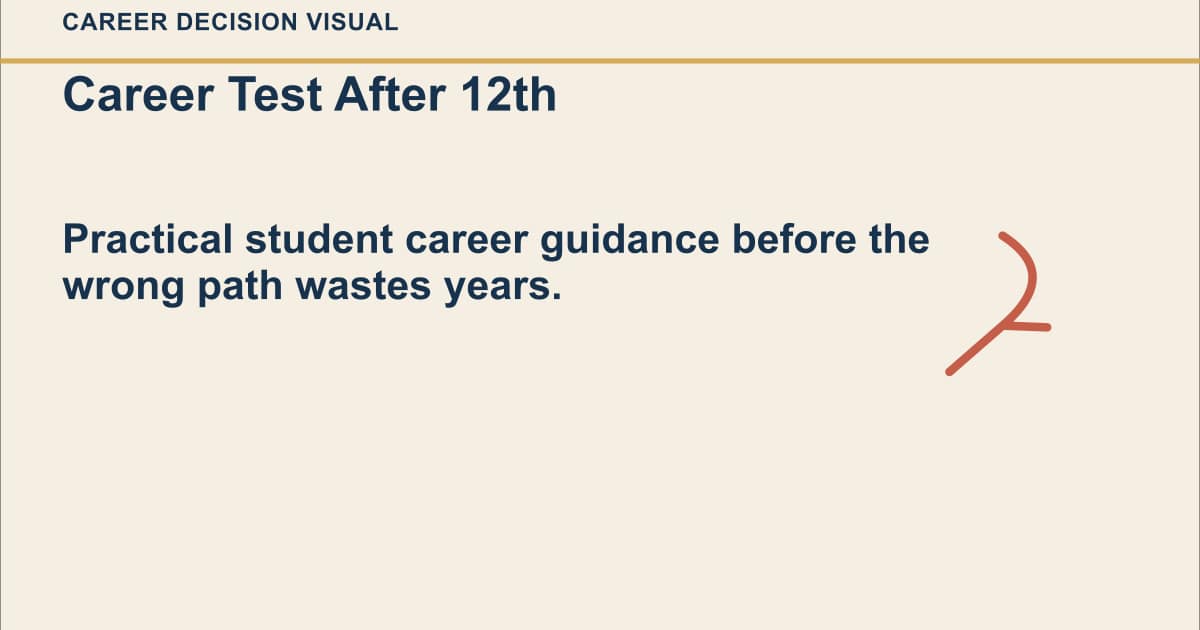 CAREER DECISION VISUAL
Career Test After 12th
Practical student career guidance before the
wrong path wastes years.